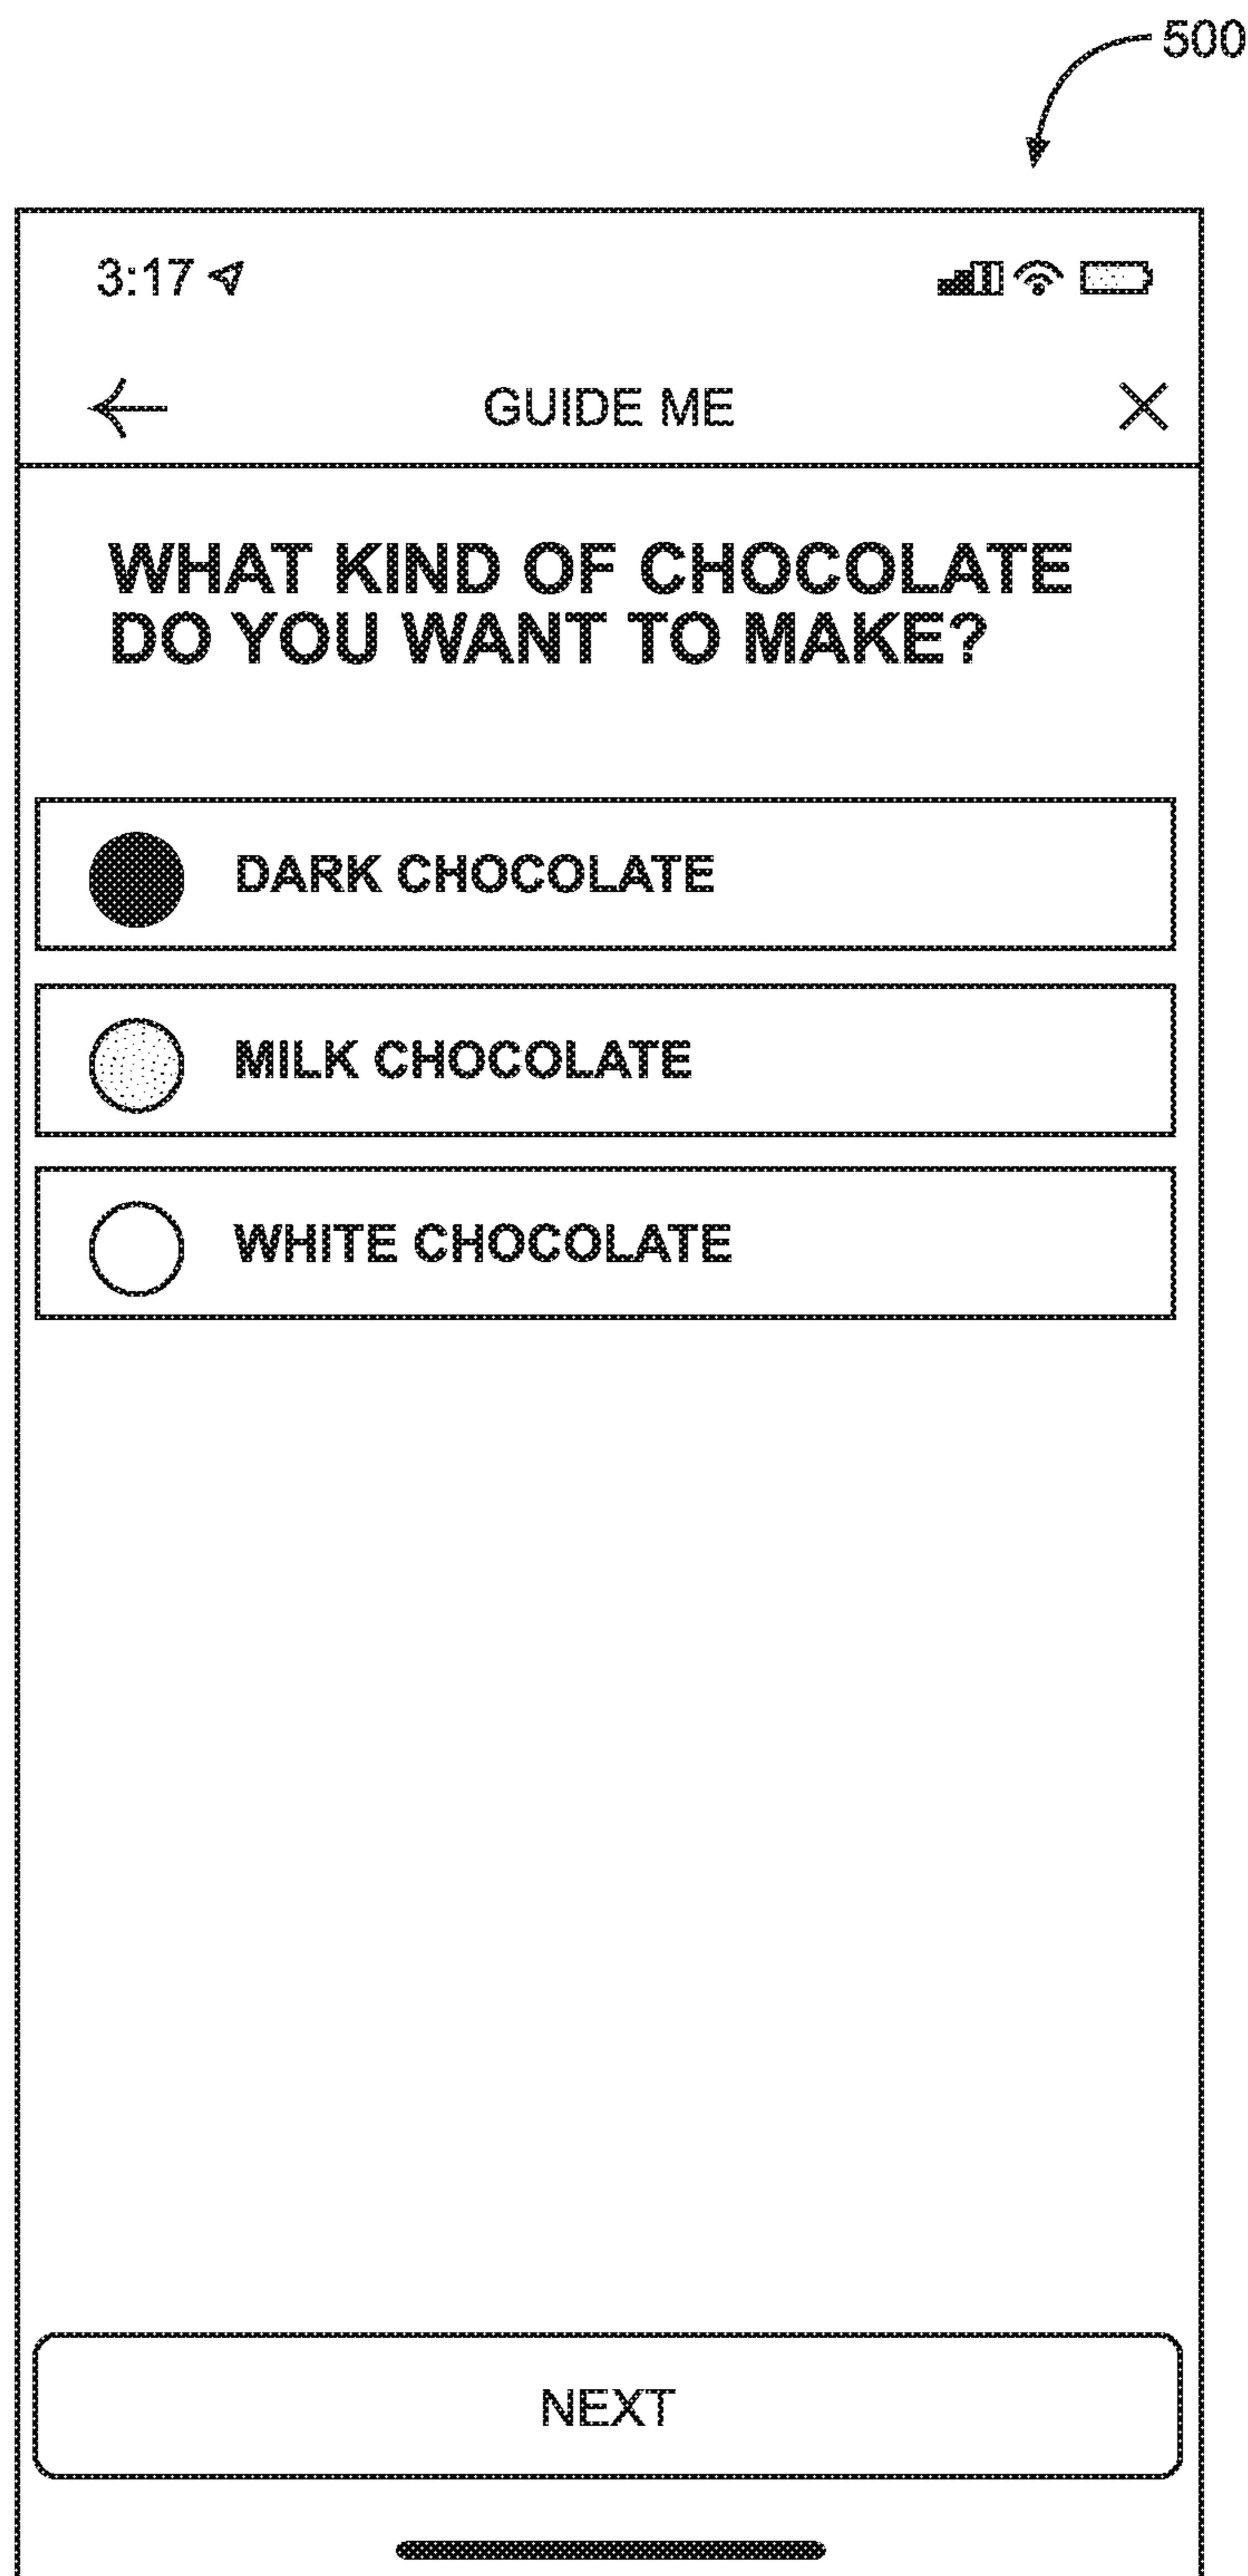 500
3:17
GUIDE ME
WHAT KIND OF CHOCOLATE
DO YOU WANT TO MAKE?
DARK CHOCOLATE
MILK CHOCOLATE
WHITE CHOCOLATE
NEXT